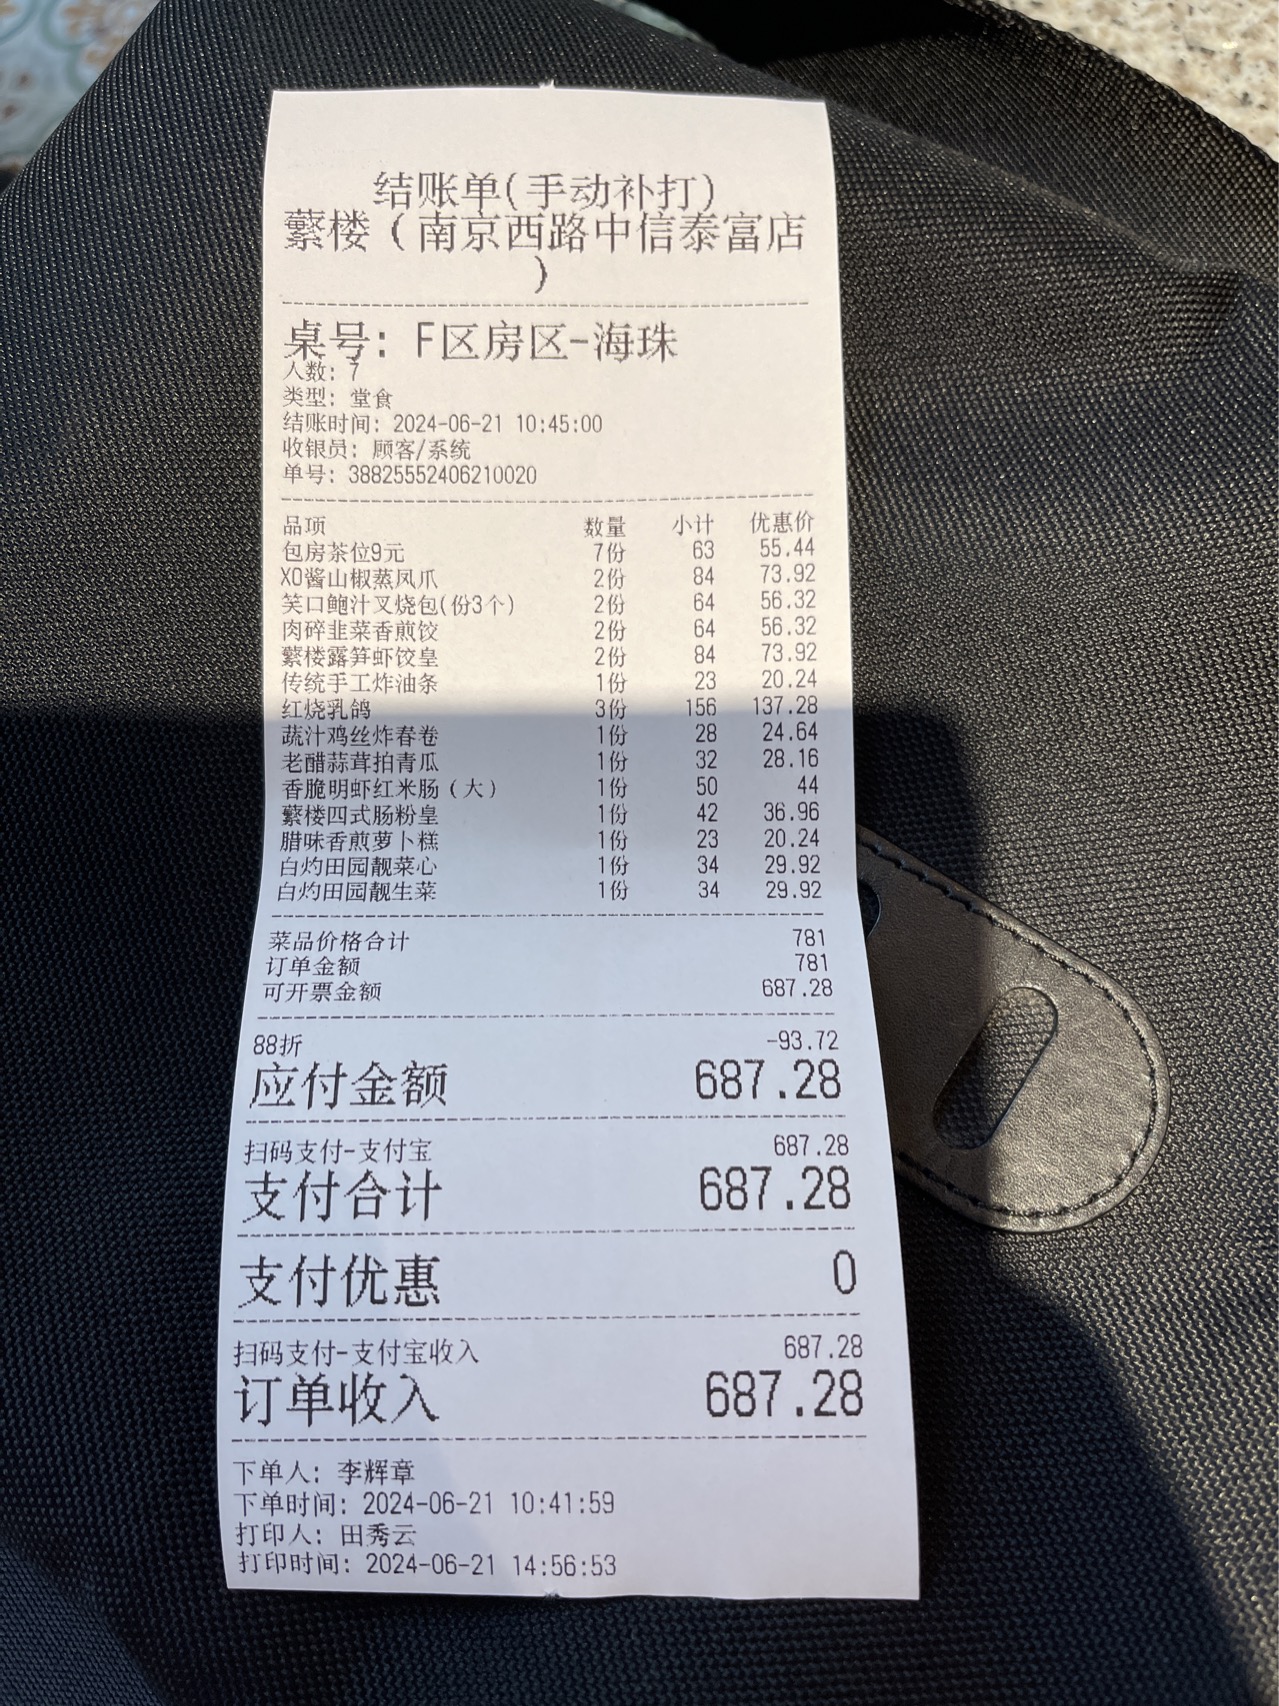 结账单(手动补打)
蘩楼（南京西路中信泰富店
）
桌号: F区房区-海珠
人数: 7
类型: 堂食
结账时间: 2024-06-21 10:45:00
收银员: 顾客/系统
单号: 38825552406210020
品项 数量 小计 优惠价
包房茶位9元 7份 63 55.44
XO酱山椒蒸凤爪 2份 84 73.92
笑口鲍汁叉烧包(份3个) 2份 64 56.32
肉碎韭菜香煎饺 2份 64 56.32
蘩楼露笋虾饺皇 2份 84 73.92
传统手工炸油条 1份 23 20.24
红烧乳鸽 3份 156 137.28
蔬汁鸡丝炸春卷 1份 28 24.64
老醋蒜茸拍青瓜 1份 32 28.16
香脆明虾红米肠（大） 1份 50 44
蘩楼四式肠粉皇 1份 42 36.96
腊味香煎萝卜糕 1份 23 20.24
白灼田园靓菜心 1份 34 29.92
白灼田园靓生菜 1份 34 29.92
菜品价格合计 781
订单金额 781
可开票金额 687.28
88折 -93.72
应付金额 687.28
扫码支付-支付宝 687.28
支付合计 687.28
支付优惠 0
扫码支付-支付宝收入 687.28
订单收入 687.28
下单人: 李辉章
下单时间: 2024-06-21 10:41:59
打印人: 田秀云
打印时间: 2024-06-21 14:56:53